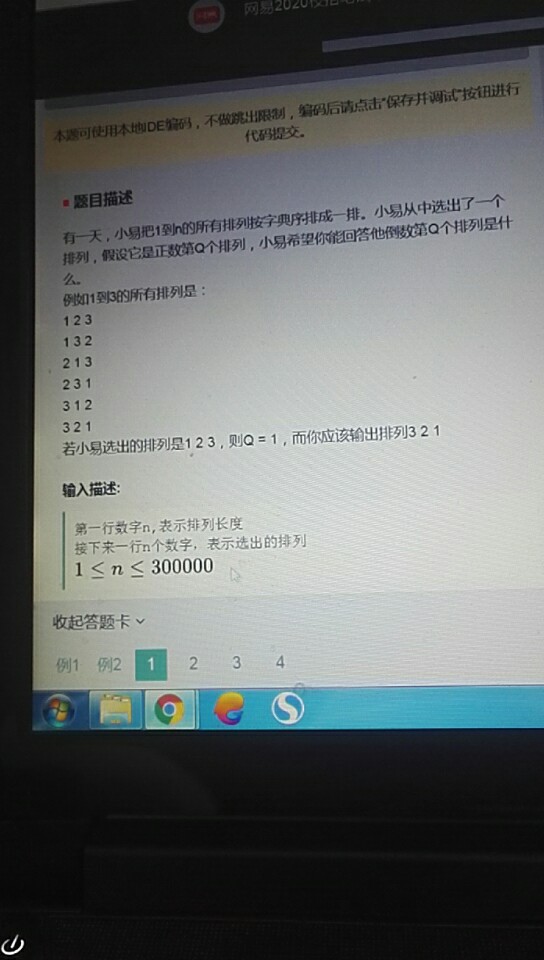 网易2020校招笔试
本题可使用本地IDE编码，不做跳出限制，编码后请点击“保存并调试”按钮进行
代码提交。
题目描述
有一天，小易把1到n的所有排列按字典序排成一排。小易从中选出了一个
排列，假设它是正数第Q个排列，小易希望你能回答他倒数第Q个排列是什
么。
例如1到3的所有排列是：
1 2 3
1 3 2
2 1 3
2 3 1
3 1 2
3 2 1
若小易选出的排列是1 2 3，则Q = 1，而你应该输出排列3 2 1
输入描述:
第一行数字n,表示排列长度
接下来一行n个数字，表示选出的排列
1 ≤ n ≤ 300000
收起答题卡
例1 例2 1 2 3 4